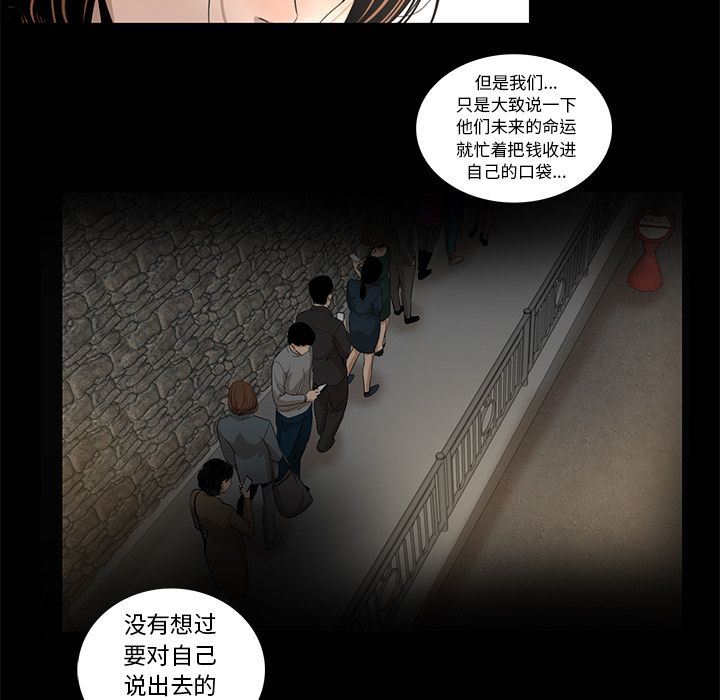 但是我们...
只是大致说一下
他们未来的命运
就忙着把钱收进
自己的口袋...
没有想过
要对自己
说出去的